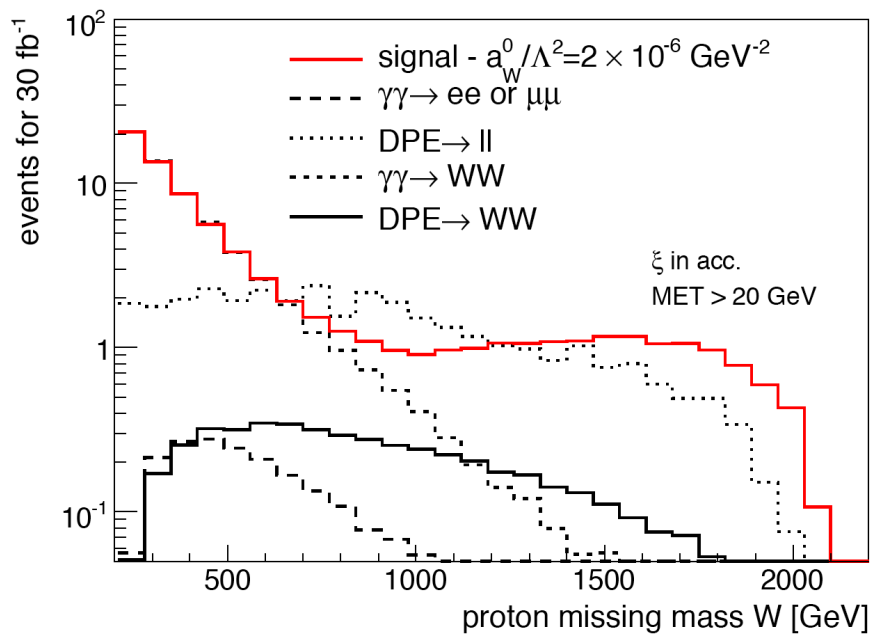 10²
signal - a⁰_W/Λ²=2 × 10⁻⁶ GeV⁻²
γγ→ ee or μμ
DPE→ ll
γγ→ WW
DPE→ WW
events for 30 fb⁻¹
10
ξ in acc.
MET > 20 GeV
1
10⁻¹
500 1000 1500 2000
proton missing mass W [GeV]